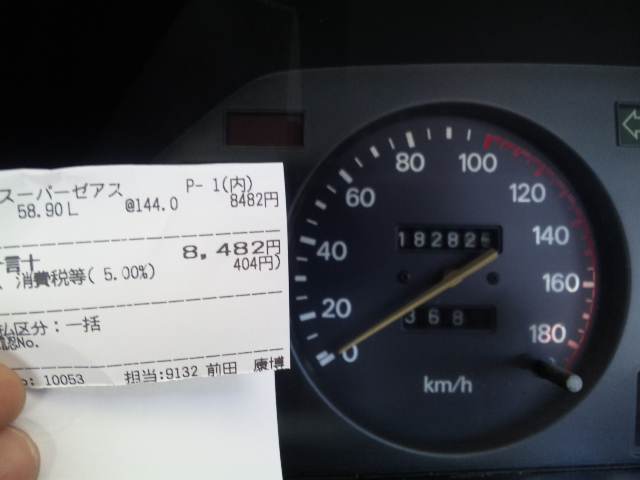 スーパーゼアス
P- 1(内)
58.90L @144.0 8482円
8,482円
、消費税等( 5.00%) 404円)
区分：一括
No.
10053 担当:9132 前田 康博
0
20
40
60
80
100
120
140
160
180
18282
368
km/h